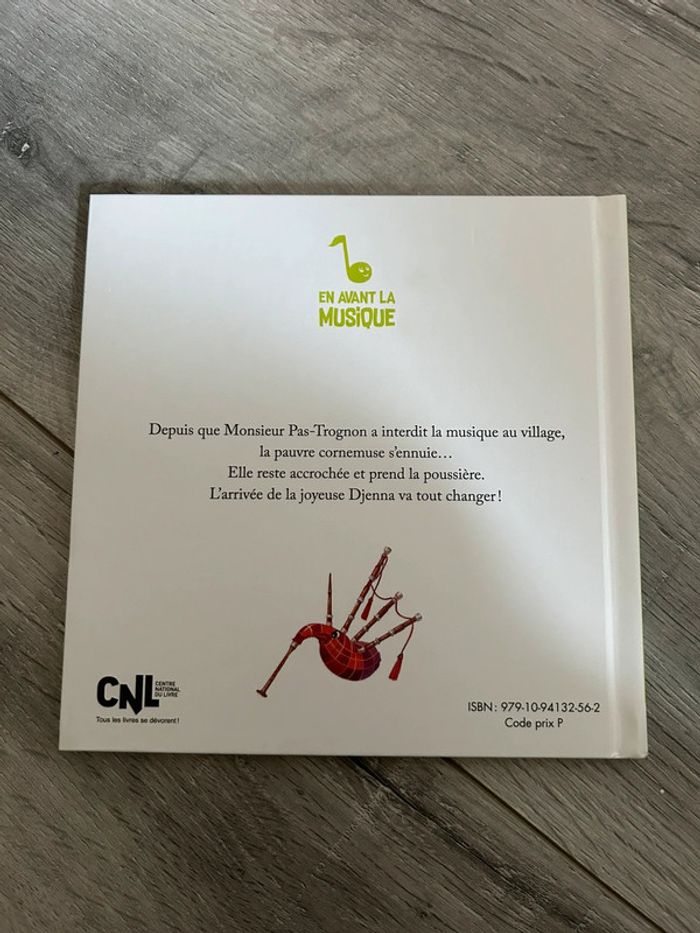 EN AVANT LA
MUSiQUE
Depuis que Monsieur Pas-Trognon a interdit la musique au village,
la pauvre cornemuse s’ennuie…
Elle reste accrochée et prend la poussière.
L’arrivée de la joyeuse Djenna va tout changer !
CNL CENTRE
NATIONAL
DU LIVRE
Tous les livres se dévorent !
ISBN : 979-10-94132-56-2
Code prix P